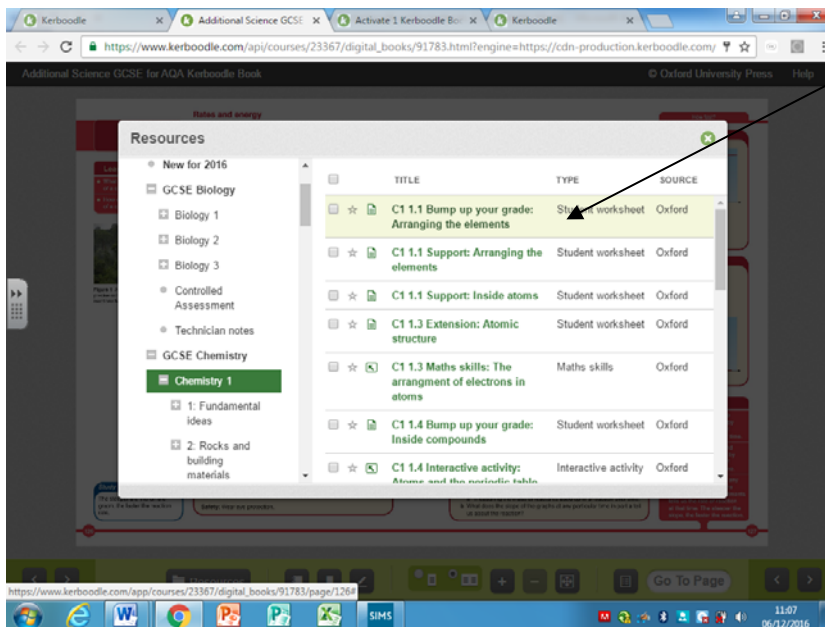 Kerboodle
Additional Science GCSE
Activate 1 Kerboodle Bo
Kerboodle
https://www.kerboodle.com/api/courses/23367/digital_books/91783.html?engine=https://cdn-production.kerboodle.com/
Additional Science GCSE for AQA Kerboodle Book
© Oxford University Press
Help
Rates and energy
Resources
New for 2016
GCSE Biology
Biology 1
Biology 2
Biology 3
Controlled
Assessment
Technician notes
GCSE Chemistry
Chemistry 1
1: Fundamental
ideas
2: Rocks and
building
materials
TITLE TYPE SOURCE
C1 1.1 Bump up your grade: Student worksheet Oxford
Arranging the elements
C1 1.1 Support: Arranging the Student worksheet Oxford
elements
C1 1.1 Support: Inside atoms Student worksheet Oxford
C1 1.3 Extension: Atomic Student worksheet Oxford
structure
C1 1.3 Maths skills: The Maths skills Oxford
arrangment of electrons in
atoms
C1 1.4 Bump up your grade: Student worksheet Oxford
Inside compounds
C1 1.4 Interactive activity: Interactive activity Oxford
Atoms and the periodic table
Go To Page
https://www.kerboodle.com/app/courses/23367/digital_books/91783/page/126#
SIMS
11:07
06/12/2016